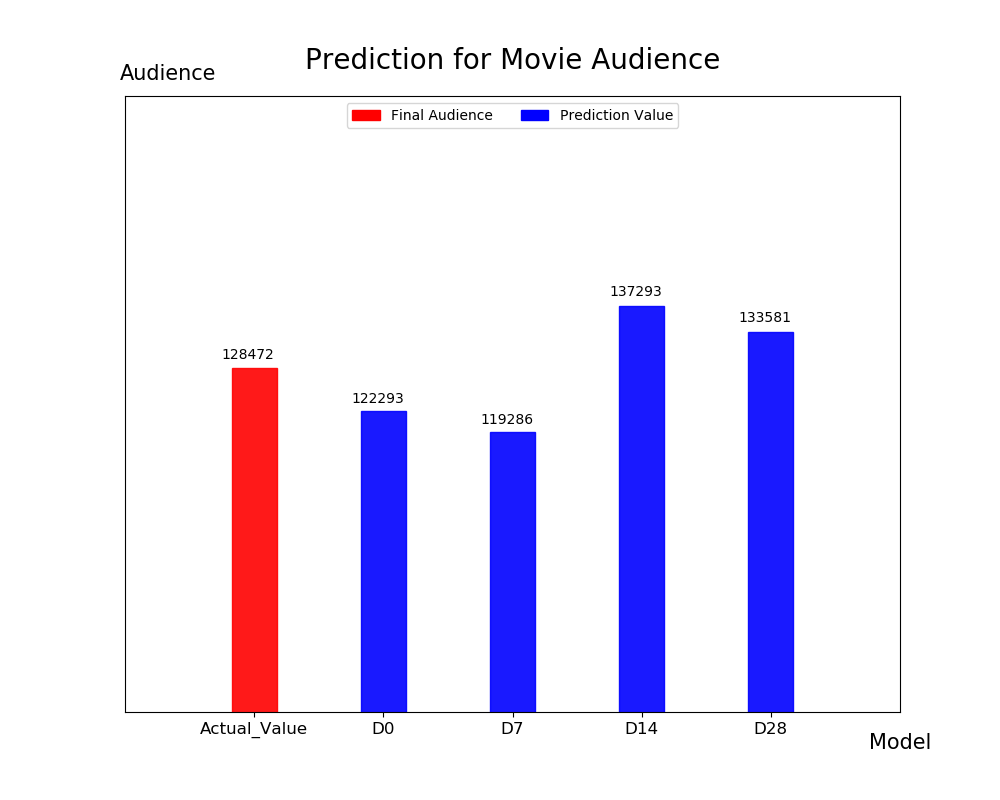 Prediction for Movie Audience
Audience
Final Audience
Prediction Value
137293
133581
128472
122293
119286
Actual_Value
D0
D7
D14
D28
Model